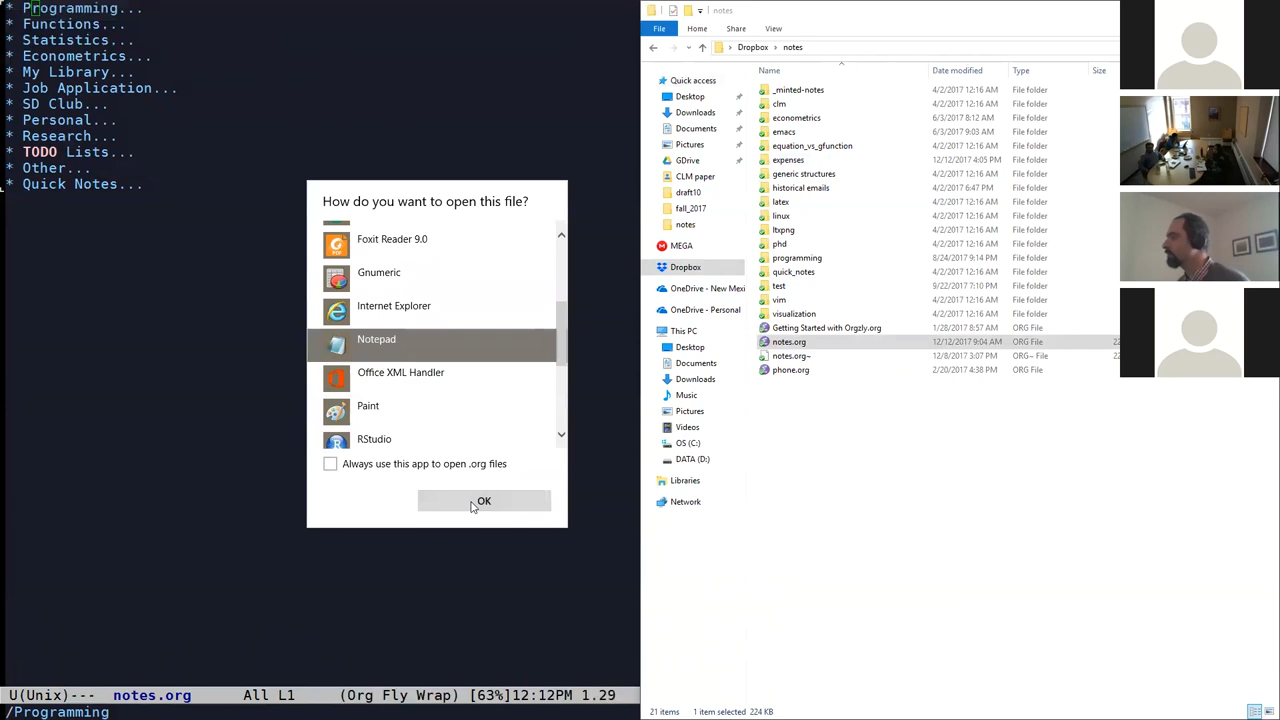 * Programming...
Functions...
Statistics...
Econometrics...
* My Library...
* Job Application...
* SD Club...
Personal...
Research...
TODO Lists...
Other...
* Quick Notes...
U(Unix)--- notes.org All L1 (Org Fly Wrap) [63%]12:12PM 1.29
/Programming
How do you want to open this file?
Foxit Reader 9.0
Gnumeric
Internet Explorer
Notepad
Office XML Handler
Paint
RStudio
Always use this app to open .org files
OK
notes
File Home Share View
Dropbox notes
Quick access
Desktop
Downloads
Documents
Pictures
GDrive
CLM paper
draft10
fall_2017
notes
MEGA
Dropbox
OneDrive - New Mexi
OneDrive - Personal
This PC
Desktop
Documents
Downloads
Music
Pictures
Videos
OS (C:)
DATA (D:)
Libraries
Network
Name Date modified Type Size
_minted-notes 4/2/2017 12:16 AM File folder
clm 4/2/2017 12:16 AM File folder
econometrics 6/3/2017 8:12 AM File folder
emacs 6/3/2017 9:03 AM File folder
equation_vs_gfunction 4/2/2017 12:16 AM File folder
expenses 12/12/2017 4:05 PM File folder
generic structures 4/2/2017 12:16 AM File folder
historical emails 4/2/2017 6:47 PM File folder
latex 4/2/2017 12:16 AM File folder
linux 4/2/2017 12:16 AM File folder
ltxpng 4/2/2017 12:16 AM File folder
phd 4/2/2017 12:16 AM File folder
programming 8/24/2017 9:14 PM File folder
quick_notes 4/2/2017 12:16 AM File folder
test 9/22/2017 7:10 PM File folder
vim 4/2/2017 12:16 AM File folder
visualization 4/2/2017 12:16 AM File folder
Getting Started with Orgzly.org 1/28/2017 8:57 AM ORG File
notes.org 12/12/2017 9:04 AM ORG File 22
notes.org~ 12/8/2017 3:07 PM ORG~ File 22
phone.org 2/20/2017 4:38 PM ORG File
21 items 1 item selected 224 KB